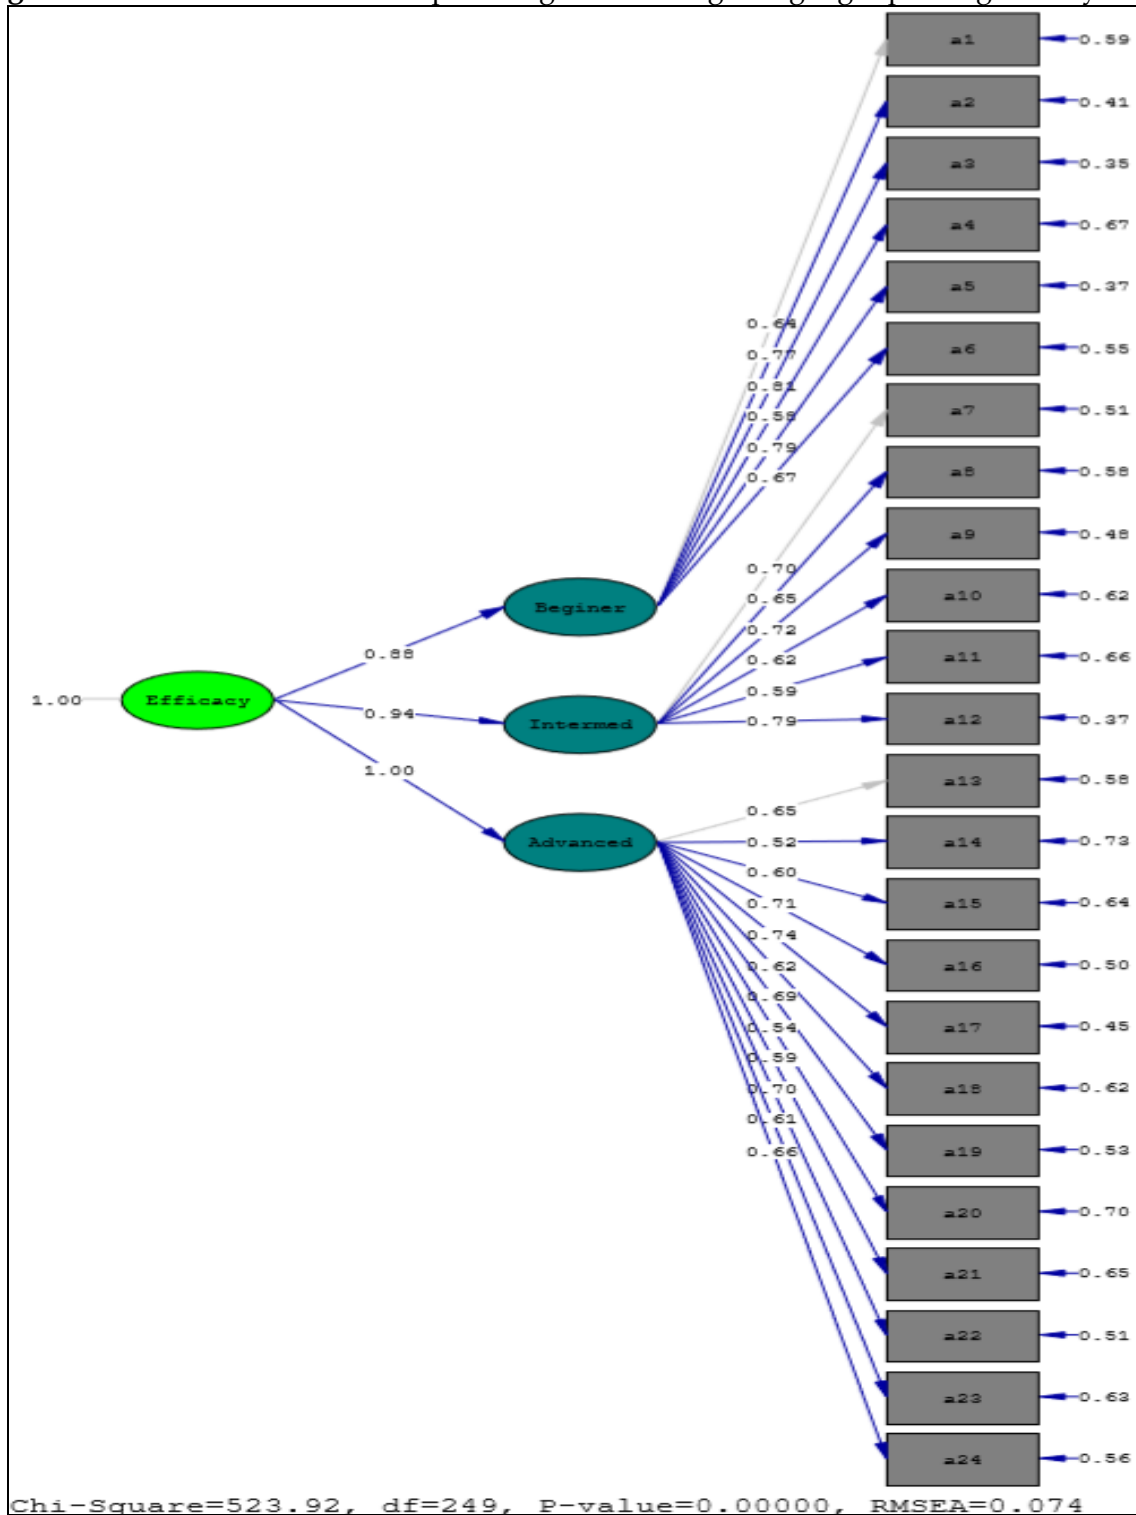 a1 0.59
a2 0.41
a3 0.35
a4 0.67
a5 0.37
0.64
a6 0.55
0.77
0.81
a7 0.51
0.58
0.79
a8 0.58
0.67
a9 0.48
0.70
a10 0.62
0.65
Beginer
0.72
a11 0.66
0.88
0.62
0.59
1.00 Efficacy
0.94
Intermed
0.79
a12 0.37
1.00
a13 0.58
0.65
Advanced
0.52
a14 0.73
0.60
0.71
a15 0.64
0.74
0.62
a16 0.50
0.69
0.54
a17 0.45
0.59
0.70
a18 0.62
0.61
0.66
a19 0.53
a20 0.70
a21 0.65
a22 0.51
a23 0.63
a24 0.56
Chi-Square=523.92, df=249, P-value=0.00000, RMSEA=0.074